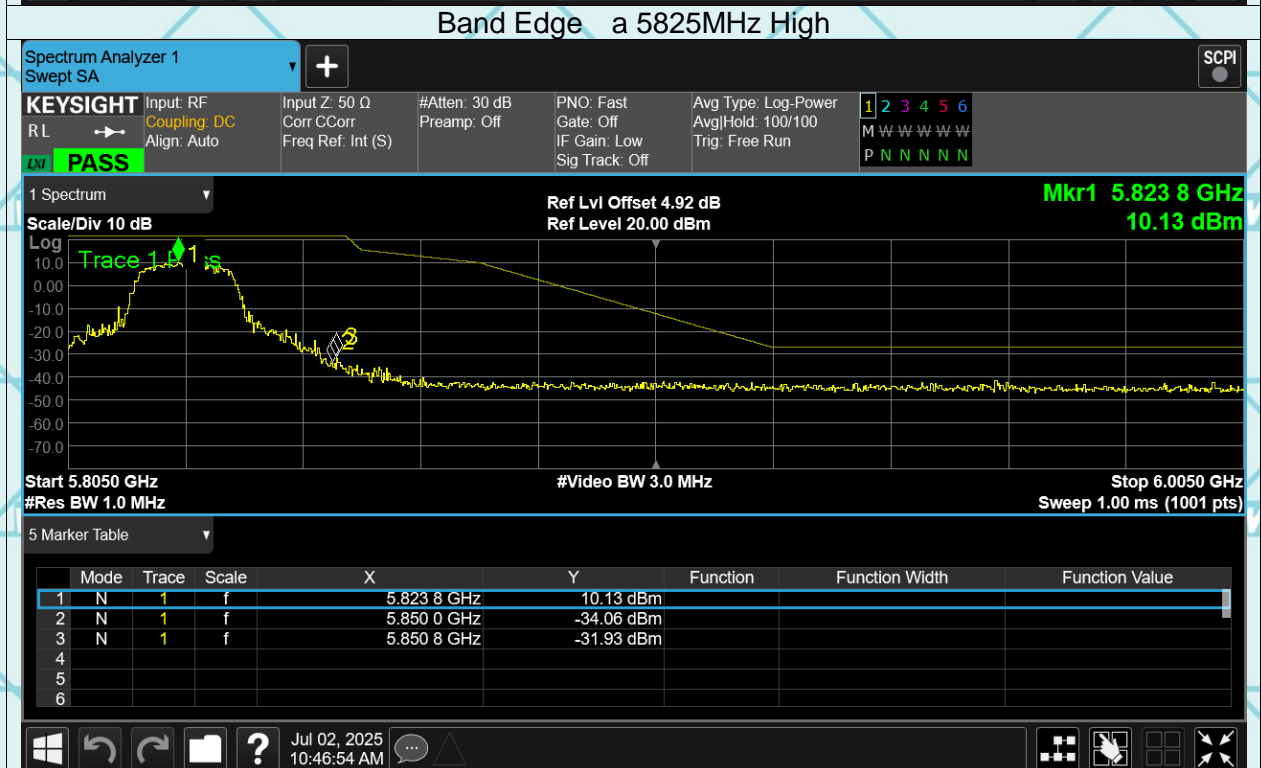 Band Edge a 5825MHz High
Spectrum Analyzer 1
Swept SA
+
SCPI
KEYSIGHT
R L
LXI PASS
Input: RF
Coupling: DC
Align: Auto
Input Z: 50 Ω
Corr CCorr
Freq Ref: Int (S)
#Atten: 30 dB
Preamp: Off
PNO: Fast
Gate: Off
IF Gain: Low
Sig Track: Off
Avg Type: Log-Power
Avg|Hold: 100/100
Trig: Free Run
1 2 3 4 5 6
M W W W W W
P N N N N N
1 Spectrum
Scale/Div 10 dB
Ref Lvl Offset 4.92 dB
Ref Level 20.00 dBm
Mkr1 5.823 8 GHz
10.13 dBm
Log
Trace 1
1
2
3
10.0
0.00
-10.0
-20.0
-30.0
-40.0
-50.0
-60.0
-70.0
Start 5.8050 GHz
#Video BW 3.0 MHz
Stop 6.0050 GHz
#Res BW 1.0 MHz
Sweep 1.00 ms (1001 pts)
5 Marker Table
Mode Trace Scale X Y Function Function Width Function Value
1 N 1 f 5.823 8 GHz 10.13 dBm
2 N 1 f 5.850 0 GHz -34.06 dBm
3 N 1 f 5.850 8 GHz -31.93 dBm
4
5
6
?
Jul 02, 2025
10:46:54 AM